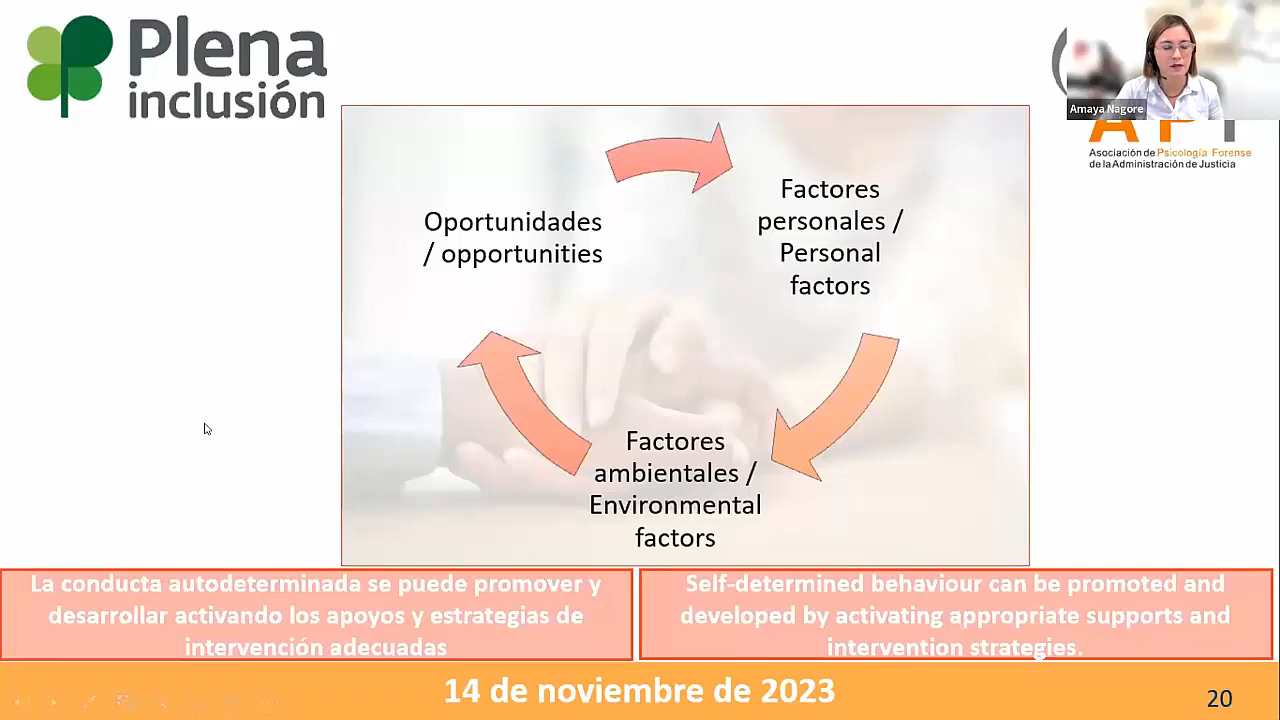 Plena
inclusión
Amaya Nagore
Asociación de Psicología Forense
de la Administración de Justicia
Oportunidades
/ opportunities
Factores
personales /
Personal
factors
Factores
ambientales /
Environmental
factors
La conducta autodeterminada se puede promover y
desarrollar activando los apoyos y estrategias de
intervención adecuadas
Self-determined behaviour can be promoted and
developed by activating appropriate supports and
intervention strategies.
14 de noviembre de 2023
20